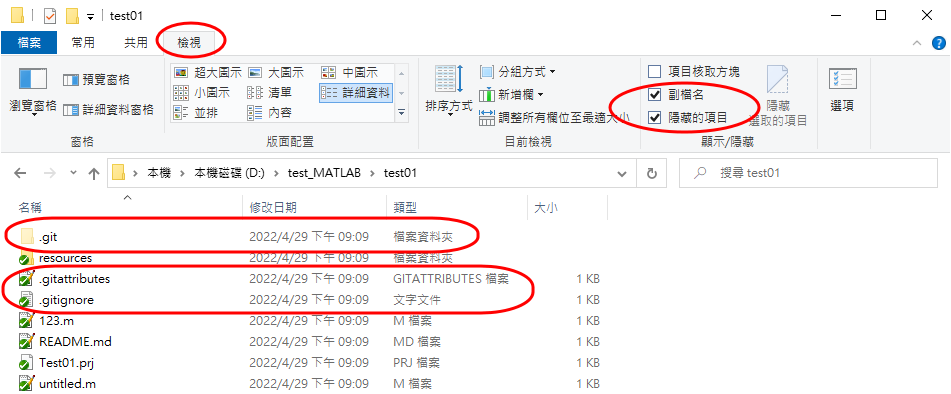 test01
檔案 常用 共用 檢視
瀏覽窗格 預覽窗格 詳細資料窗格
窗格
超大圖示 大圖示 中圖示
小圖示 清單 詳細資料
並排 內容
版面配置
排序方式 分組方式 新增欄 調整所有欄位至最適大小
目前檢視
項目核取方塊
副檔名
隱藏的項目
隱藏
選取的項目
顯示/隱藏
選項
本機 本機磁碟 (D:) test_MATLAB test01 搜尋 test01
名稱 修改日期 類型 大小
.git 2022/4/29 下午 09:09 檔案資料夾
resources 2022/4/29 下午 09:09 檔案資料夾
.gitattributes 2022/4/29 下午 09:09 GITATTRIBUTES 檔案 1 KB
.gitignore 2022/4/29 下午 09:09 文字文件 1 KB
123.m 2022/4/29 下午 09:09 M 檔案 1 KB
README.md 2022/4/29 下午 09:09 MD 檔案 1 KB
Test01.prj 2022/4/29 下午 09:09 PRJ 檔案 1 KB
untitled.m 2022/4/29 下午 09:09 M 檔案 1 KB